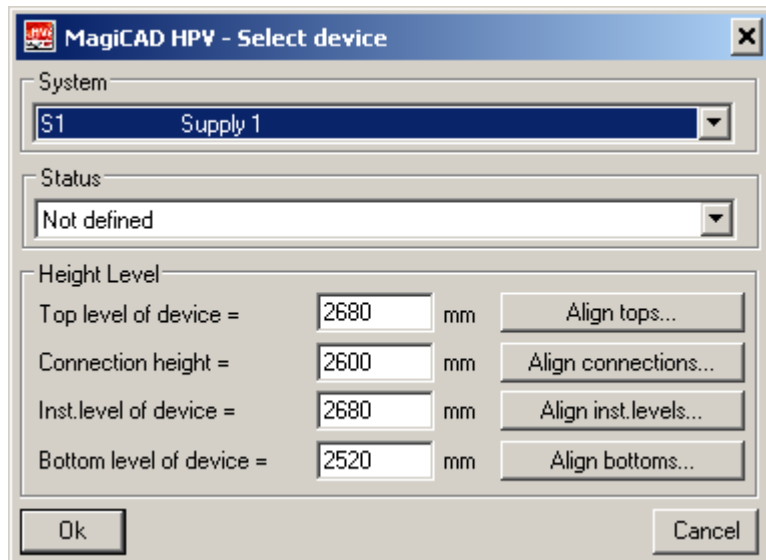 MagiCAD HPV - Select device
System
S1 Supply 1
Status
Not defined
Height Level
Top level of device = 2680 mm Align tops...
Connection height = 2600 mm Align connections...
Inst.level of device = 2680 mm Align inst.levels...
Bottom level of device = 2520 mm Align bottoms...
Ok Cancel